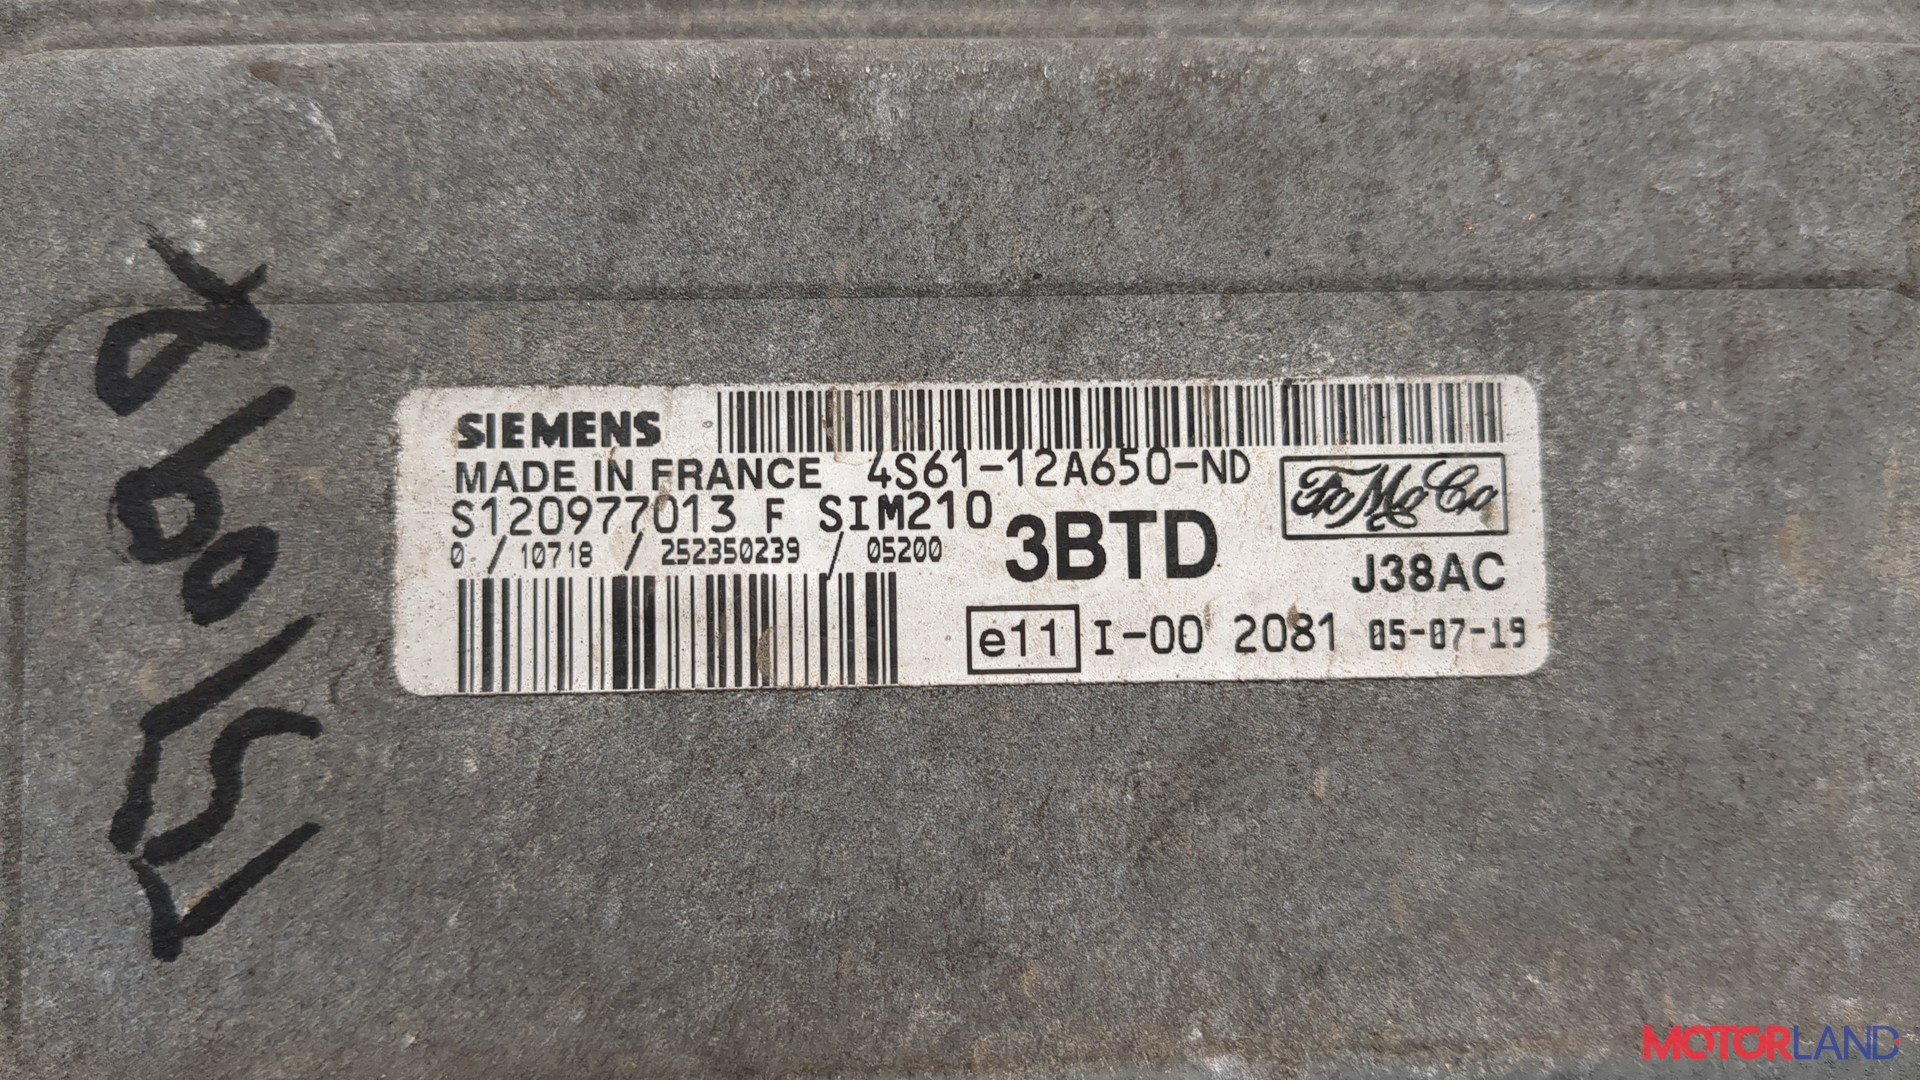 SIEMENS
MADE IN FRANCE 4S61-12A650-ND
S120977013 F SIM210
FoMoCo
3BTD
0 / 10718 / 252350239 / 05200
J38AC
e11 I-00 2081 05-07-19
MOTORLAND